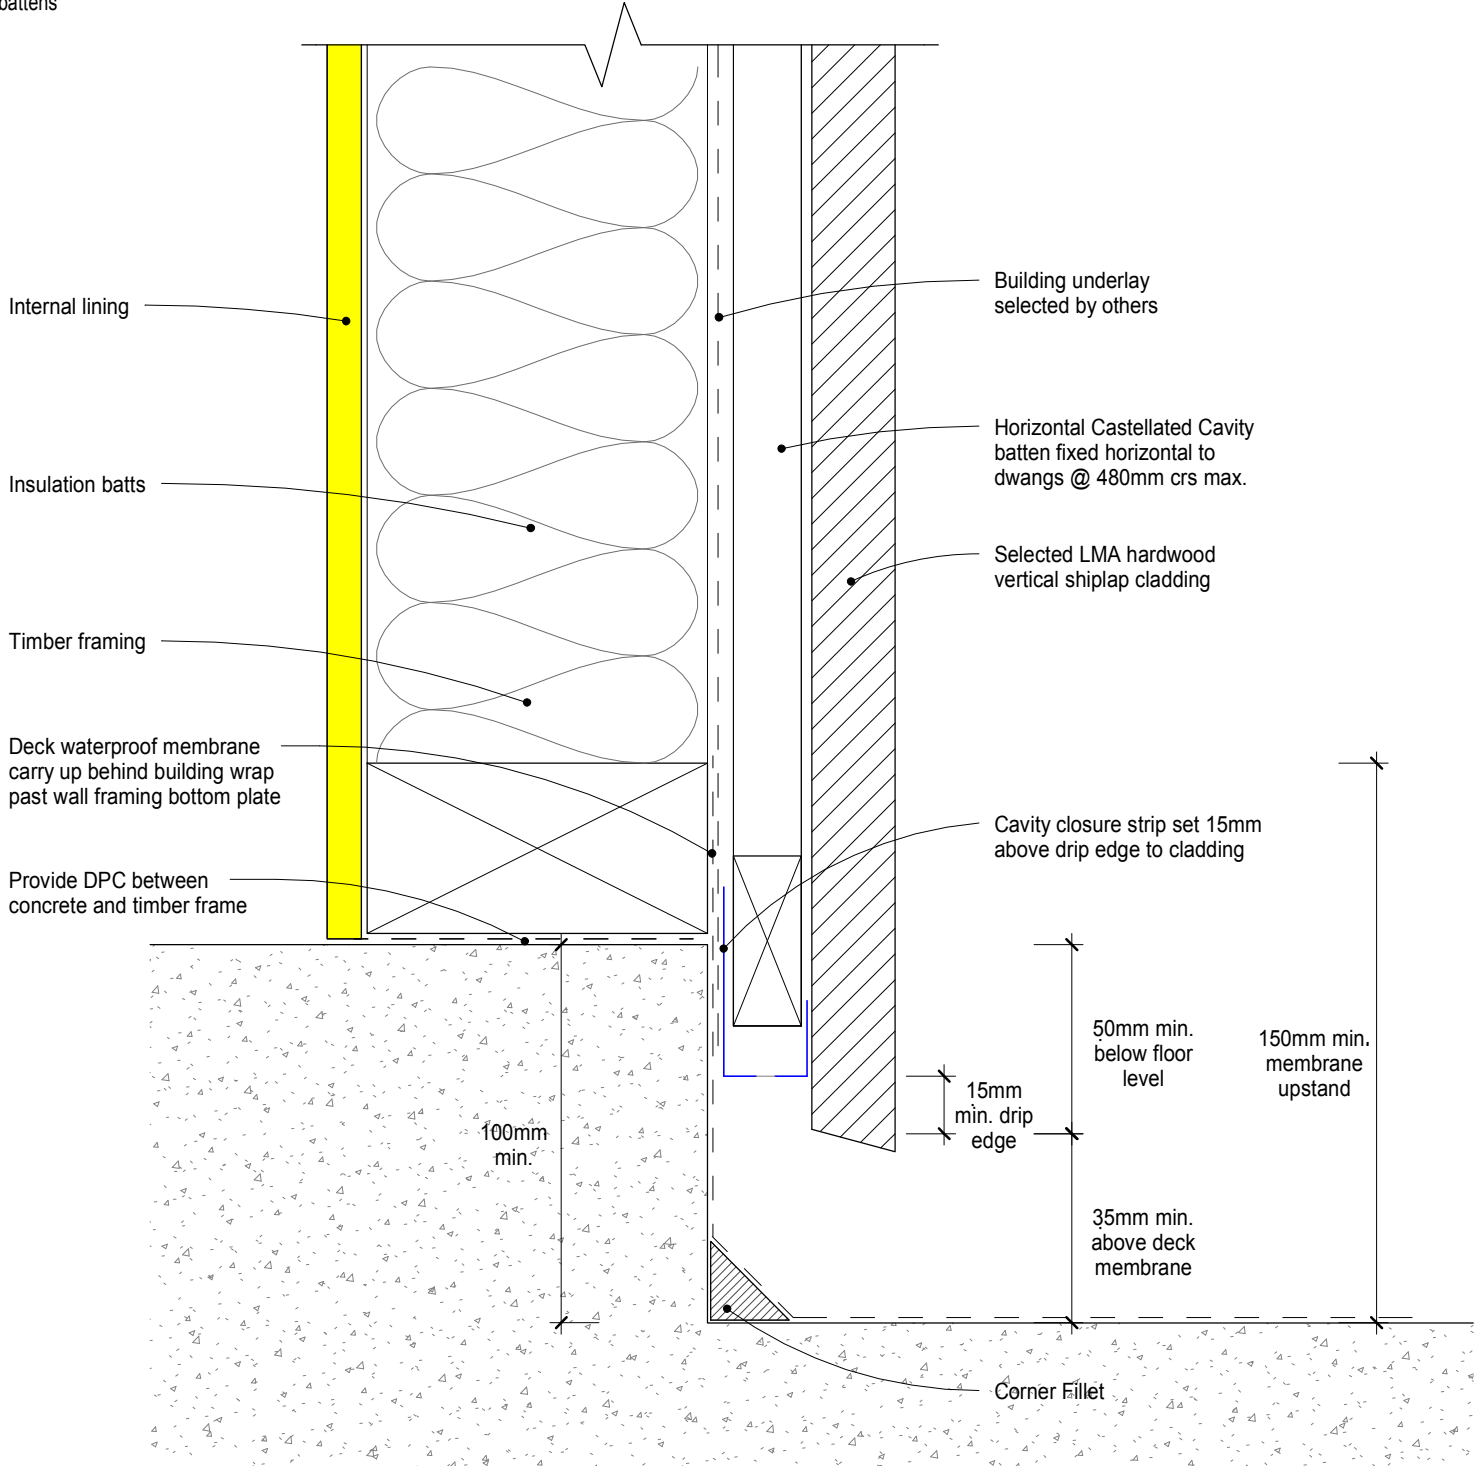 battens
Internal lining
Insulation batts
Timber framing
Deck waterproof membrane
carry up behind building wrap
past wall framing bottom plate
Provide DPC between
concrete and timber frame
Building underlay
selected by others
Horizontal Castellated Cavity
batten fixed horizontal to
dwangs @ 480mm crs max.
Selected LMA hardwood
vertical shiplap cladding
Cavity closure strip set 15mm
above drip edge to cladding
50mm min.
below floor
level
150mm min.
membrane
upstand
15mm
min. drip
edge
100mm
min.
35mm min.
above deck
membrane
Corner Fillet